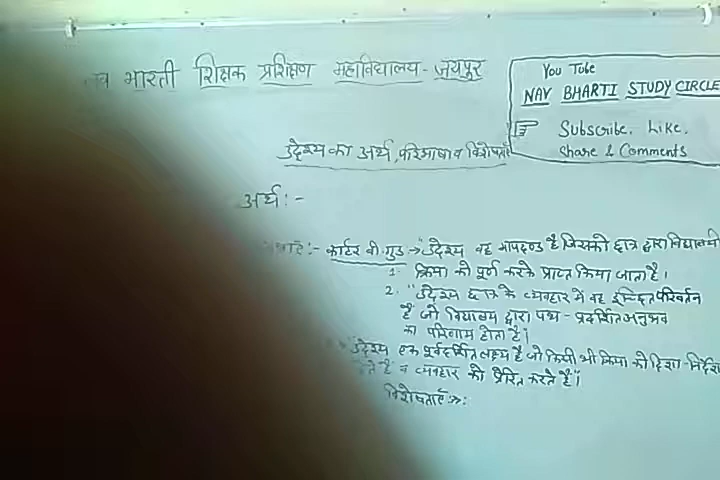 भारती शिक्षक प्रशिक्षण महाविद्यालय - जयपुर
You Tube
NAV BHARTI STUDY CIRCLE
Subscribe, Like,
Share & Comments
उद्देश्य का अर्थ, परिभाषा व विशेषताऐं
अर्थ : -
कार्टर वी गुड → "उद्देश्य वह मापदण्ड है जिसको छात्र द्वारा विद्यालयी
1. क्रिया को पूर्ण करके प्राप्त किया जाता है।
2. "उद्देश्य छात्र के व्यवहार में वह इच्छित परिवर्तन
है जो विद्यालय द्वारा पथ - प्रदर्शित अनुभव
का परिणाम होता है।
"उद्देश्य एक पूर्वदर्शित लक्ष्य है जो किसी भी क्रिया को दिशा - निर्देश
है व व्यवहार को प्रेरित करते है"।
विशेषताऐं :